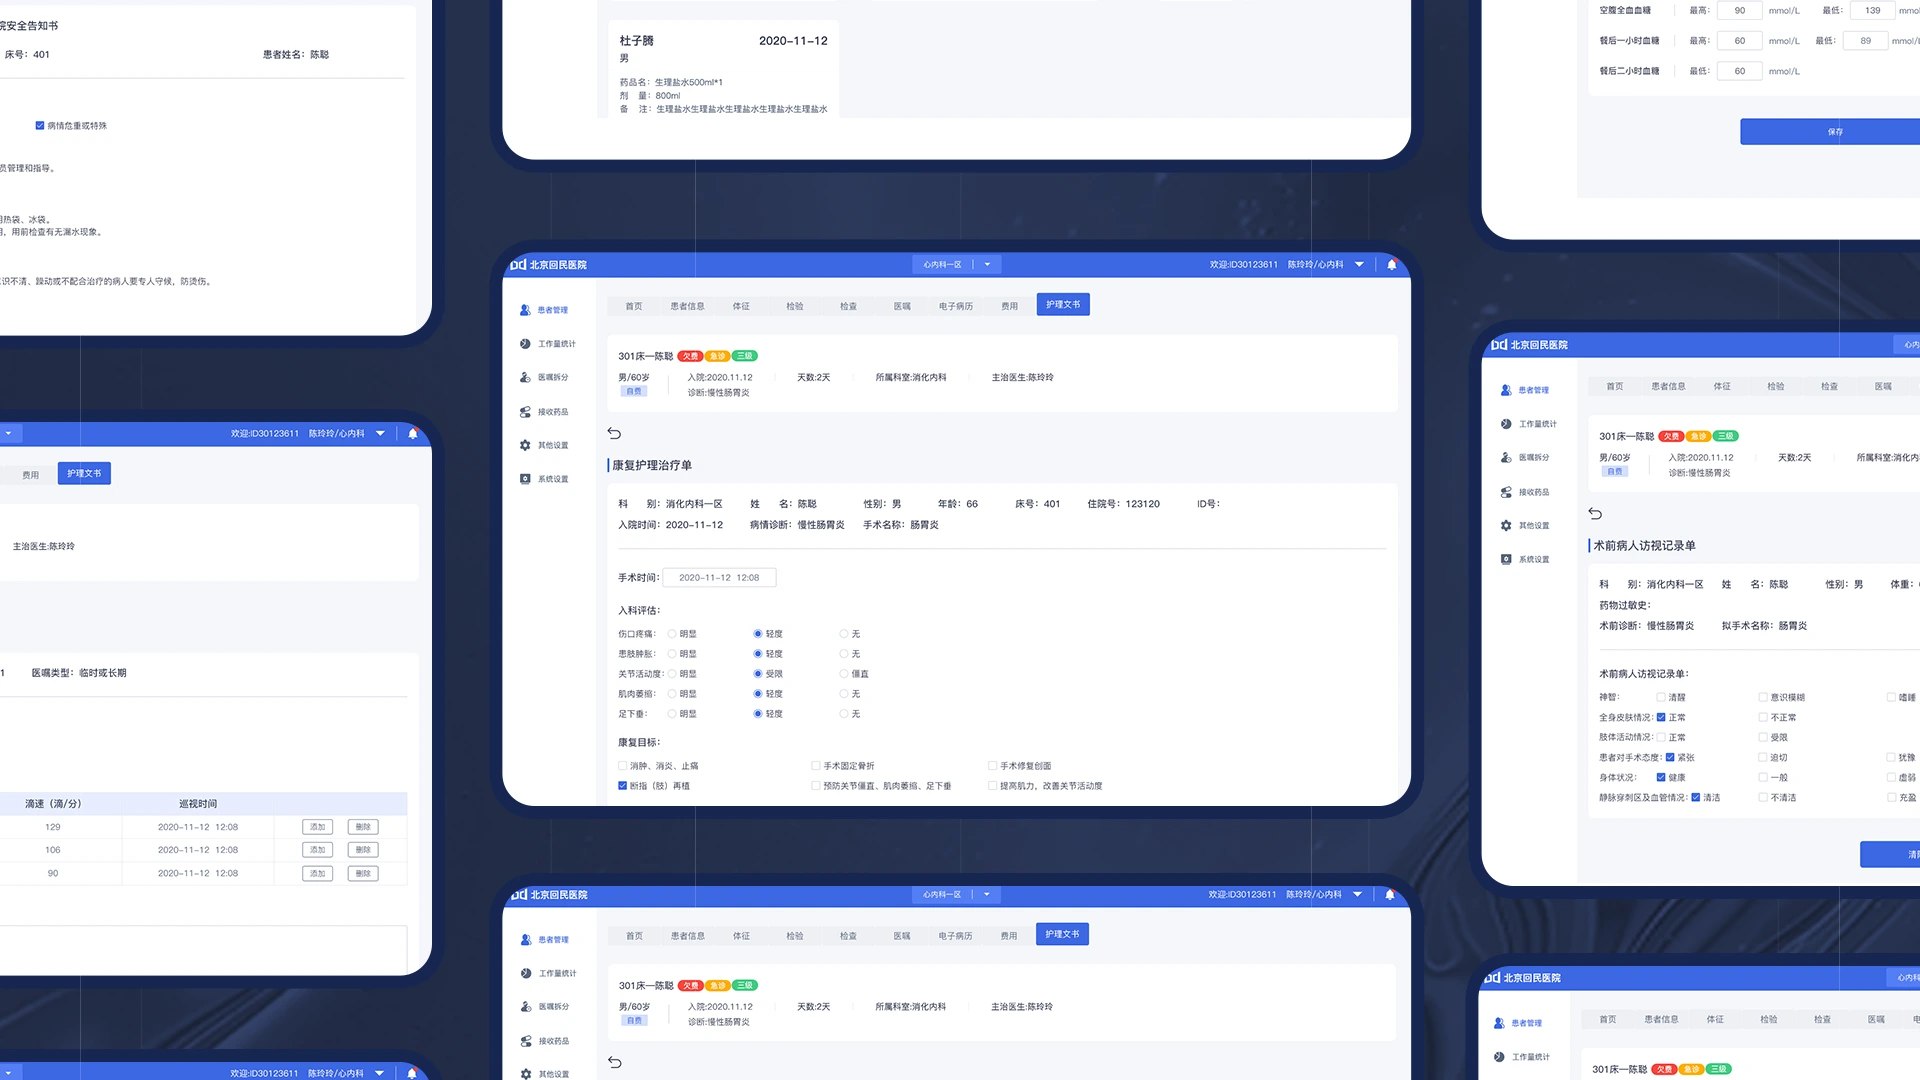 院安全告知书
床号：401 患者姓名：陈聪
病情危重或特殊
员管理和指导。
用热袋、冰袋。
用，用前检查有无漏水现象。
意识不清、躁动或不配合治疗的病人要专人守候，防烫伤。
欢迎:ID30123611 陈玲玲/心内科
费用 护理文书
主治医生:陈玲玲
1 医嘱类型：临时或长期
滴速（滴/分） 巡视时间
129 2020-11-12 12:08 添加 删除
106 2020-11-12 12:08 添加 删除
90 2020-11-12 12:08 添加 删除
欢迎:ID30123611 陈玲玲/心内科
杜子腾 2020-11-12
男
药品名：生理盐水500ml*1
剂 量：800ml
备 注：生理盐水生理盐水生理盐水生理盐水生理盐水
bd 北京回民医院 心内科一区 欢迎:ID30123611 陈玲玲/心内科
患者管理
工作量统计
医嘱拆分
接收药品
其他设置
系统设置
首页 患者信息 体征 检验 检查 医嘱 电子病历 费用 护理文书
301床—陈聪 欠费 急诊 三级
男/60岁 入院:2020.11.12 天数:2天 所属科室:消化内科 主治医生:陈玲玲
自费 诊断:慢性肠胃炎
康复护理治疗单
科 别：消化内科一区 姓 名：陈聪 性别：男 年龄：66 床号：401 住院号：123120 ID号：
入院时间：2020-11-12 病情诊断：慢性肠胃炎 手术名称：肠胃炎
手术时间：2020-11-12 12:08
入科评估：
伤口疼痛： 明显 轻度 无
患肢肿胀： 明显 轻度 无
关节活动度： 明显 受限 僵直
肌肉萎缩： 明显 轻度 无
足下垂： 明显 轻度 无
康复目标：
消肿、消炎、止痛 手术固定骨折 手术修复创面
断指（肢）再植 预防关节僵直、肌肉萎缩、足下垂 提高肌力，改善关节活动度
bd 北京回民医院 心内科一区 欢迎:ID30123611 陈玲玲/心内科
患者管理
工作量统计
医嘱拆分
接收药品
其他设置
首页 患者信息 体征 检验 检查 医嘱 电子病历 费用 护理文书
301床—陈聪 欠费 急诊 三级
男/60岁 入院:2020.11.12 天数:2天 所属科室:消化内科 主治医生:陈玲玲
自费 诊断:慢性肠胃炎
空腹全血血糖 最高： 90 mmol/L 最低： 139 mmo
餐后一小时血糖 最高： 60 mmol/L 最低： 89 mmol/L
餐后二小时血糖 最低： 60 mmol/L
保存
bd 北京回民医院 心内
患者管理
工作量统计
医嘱拆分
接收药品
其他设置
系统设置
首页 患者信息 体征 检验 检查 医嘱
301床—陈聪 欠费 急诊 三级
男/60岁 入院:2020.11.12 天数:2天 所属科室:消化内
自费 诊断:慢性肠胃炎
术前病人访视记录单
科 别：消化内科一区 姓 名：陈聪 性别：男 体重：
药物过敏史：
术前诊断：慢性肠胃炎 拟手术名称：肠胃炎
术前病人访视记录单：
神智： 清醒 意识模糊 嗜睡
全身皮肤情况： 正常 不正常
肢体活动情况： 正常 受限
患者对手术态度： 紧张 迫切 犹豫
身体状况： 健康 一般 虚弱
静脉穿刺区及血管情况： 清洁 不清洁 充盈
bd 北京回民医院 心内科
患者管理
工作量统计
首页 患者信息 体征 检验 检查 医嘱
301床—陈聪 欠费 急诊 三级